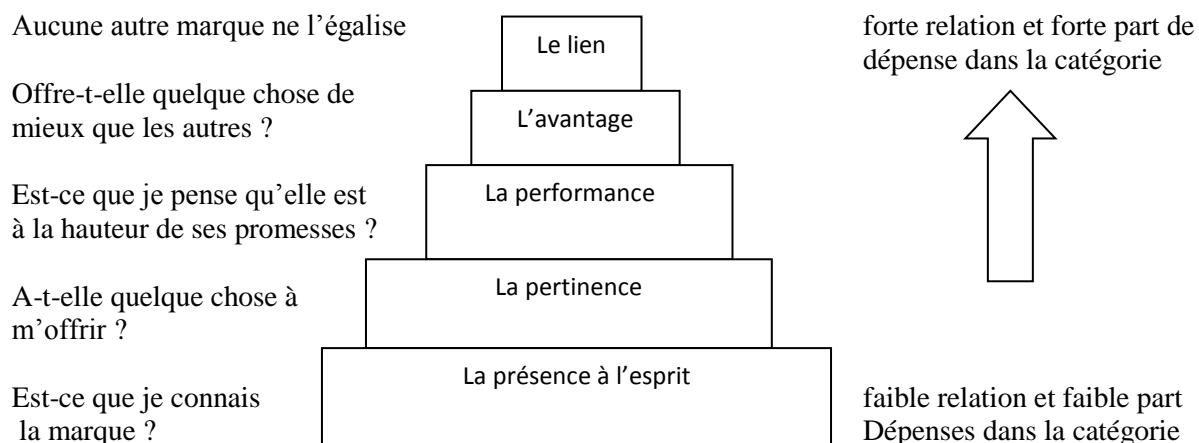 Aucune autre marque ne l’égalise
Le lien
forte relation et forte part de
dépense dans la catégorie
Offre-t-elle quelque chose de
mieux que les autres ?
L’avantage
Est-ce que je pense qu’elle est
à la hauteur de ses promesses ?
La performance
A-t-elle quelque chose à
m’offrir ?
La pertinence
Est-ce que je connais
la marque ?
La présence à l’esprit
faible relation et faible part
Dépenses dans la catégorie